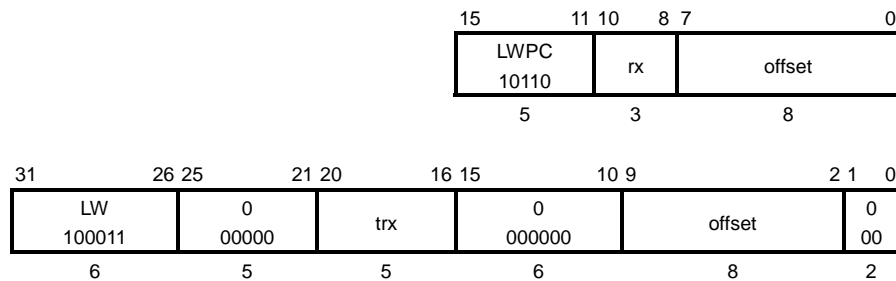 15 11 10 8 7 0
LWPC rx offset
10110
5 3 8
31 26 25 21 20 16 15 10 9 2 1 0
LW 0 trx 0 offset 0
100011 00000 000000 00
6 5 5 6 8 2